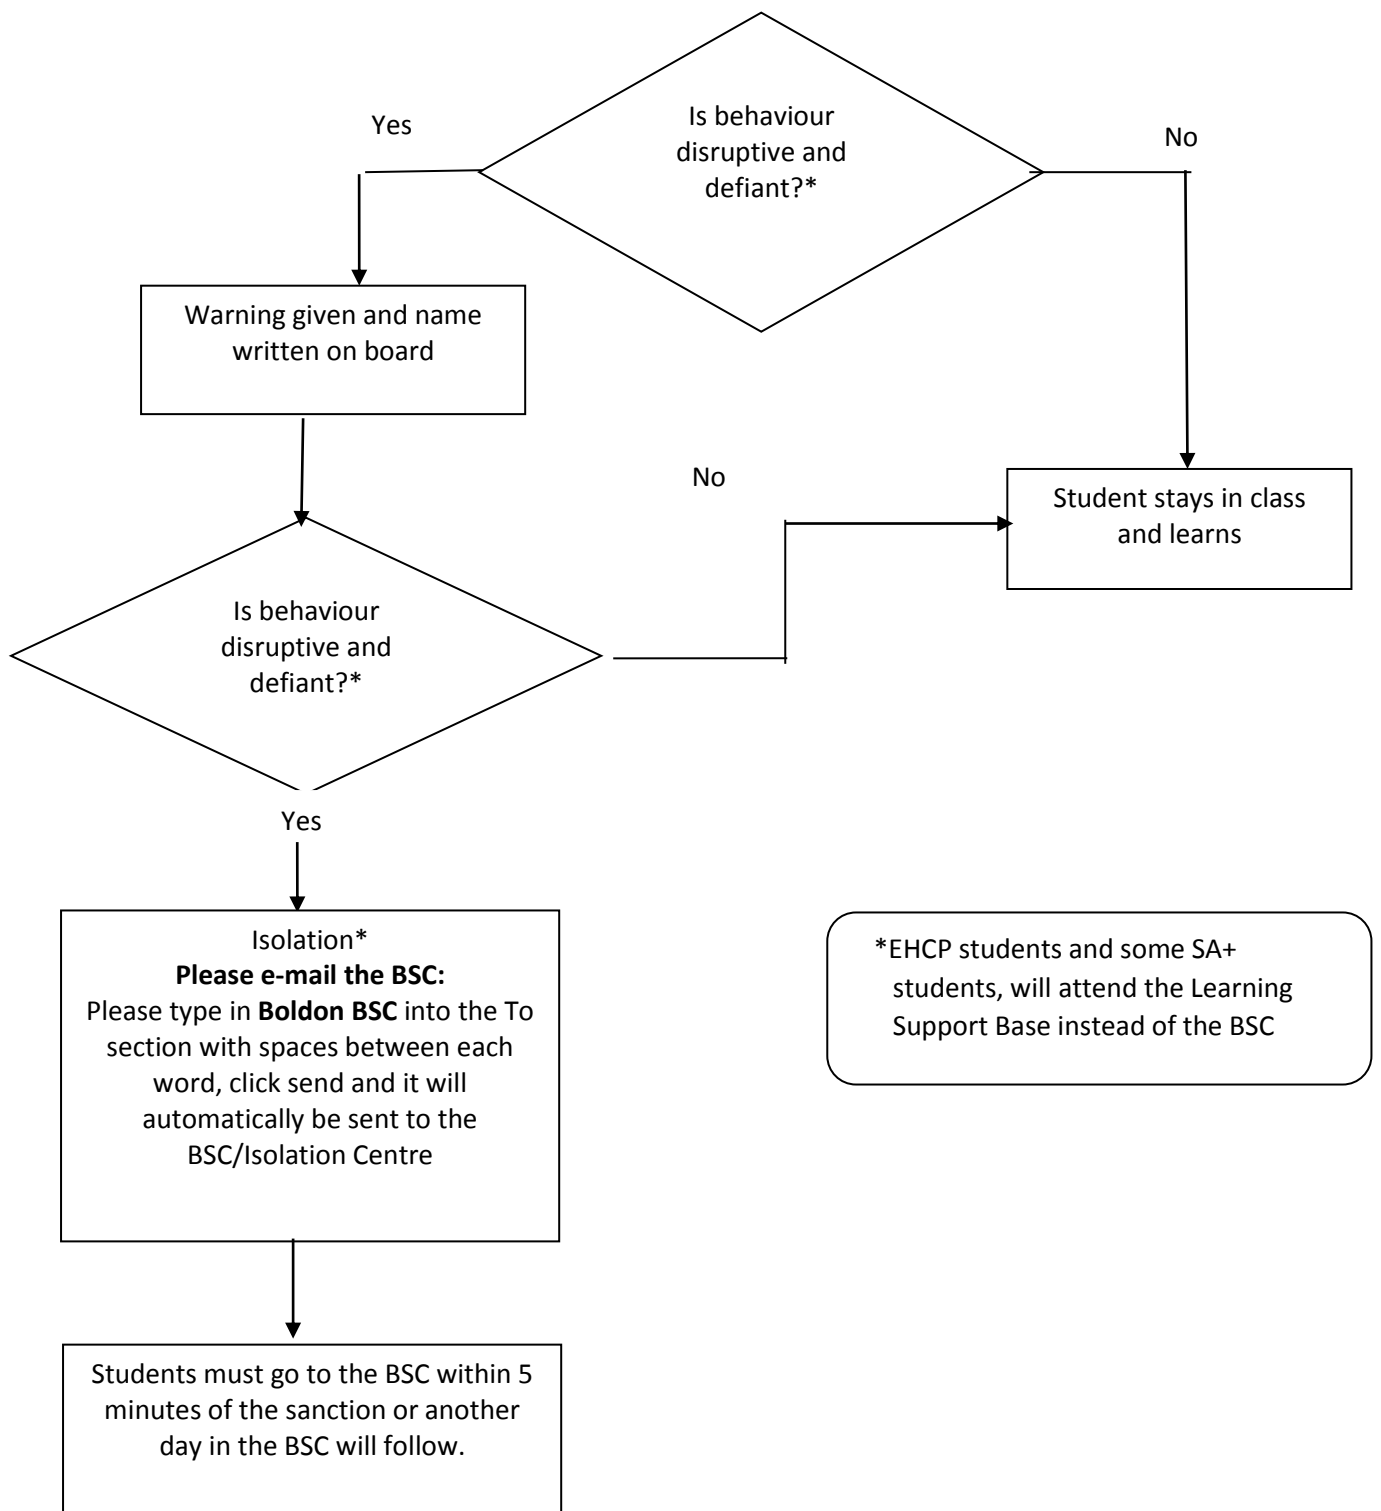 Yes
Is behaviour
disruptive and
defiant?*
No
Warning given and name
written on board
No
Student stays in class
and learns
Is behaviour
disruptive and
defiant?*
Yes
Isolation*
Please e-mail the BSC:
Please type in Boldon BSC into the To
section with spaces between each
word, click send and it will
automatically be sent to the
BSC/Isolation Centre
*EHCP students and some SA+
students, will attend the Learning
Support Base instead of the BSC
Students must go to the BSC within 5
minutes of the sanction or another
day in the BSC will follow.